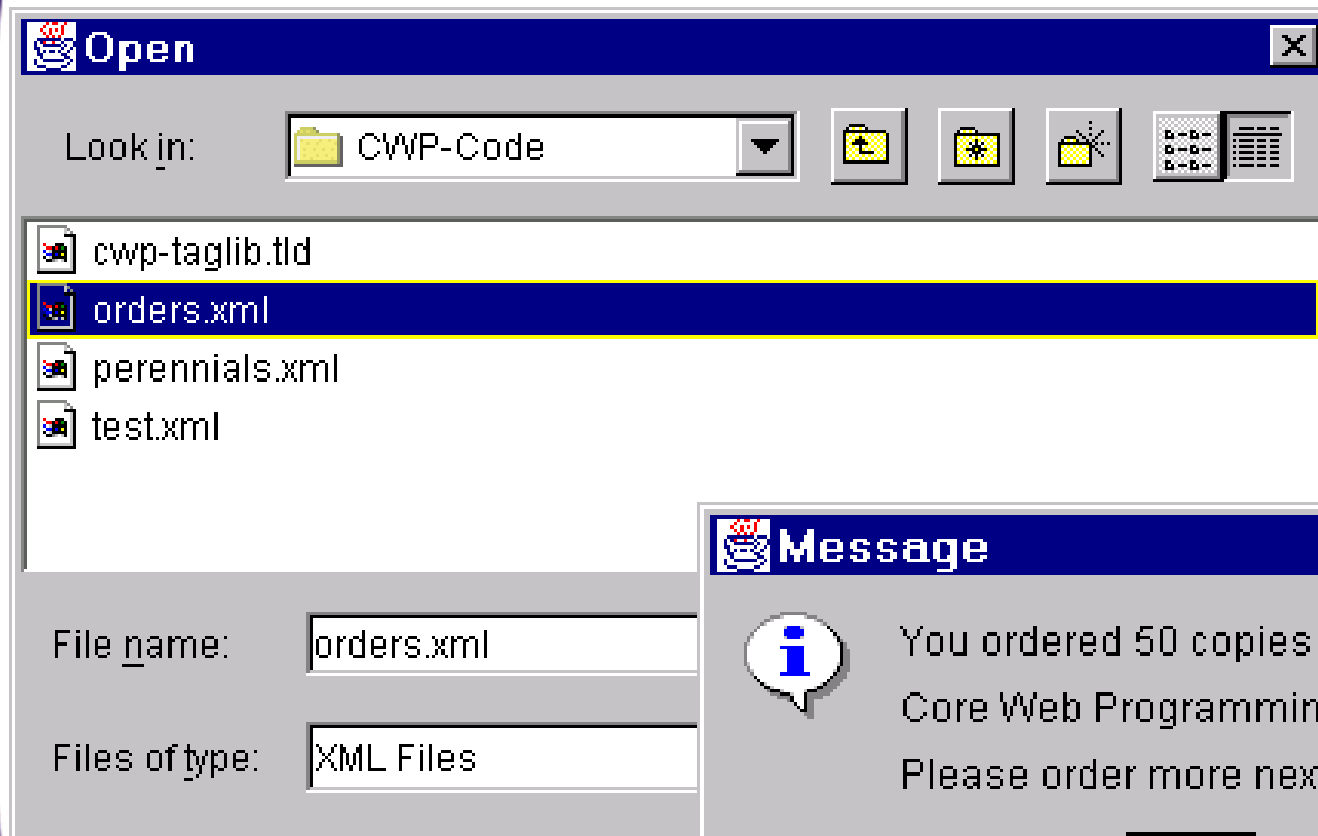 Open
Look in: CWP-Code
cwp-taglib.tld
orders.xml
perennials.xml
test.xml
Message
File name: orders.xml
You ordered 50 copies
Core Web Programmin
Files of type: XML Files
Please order more nex